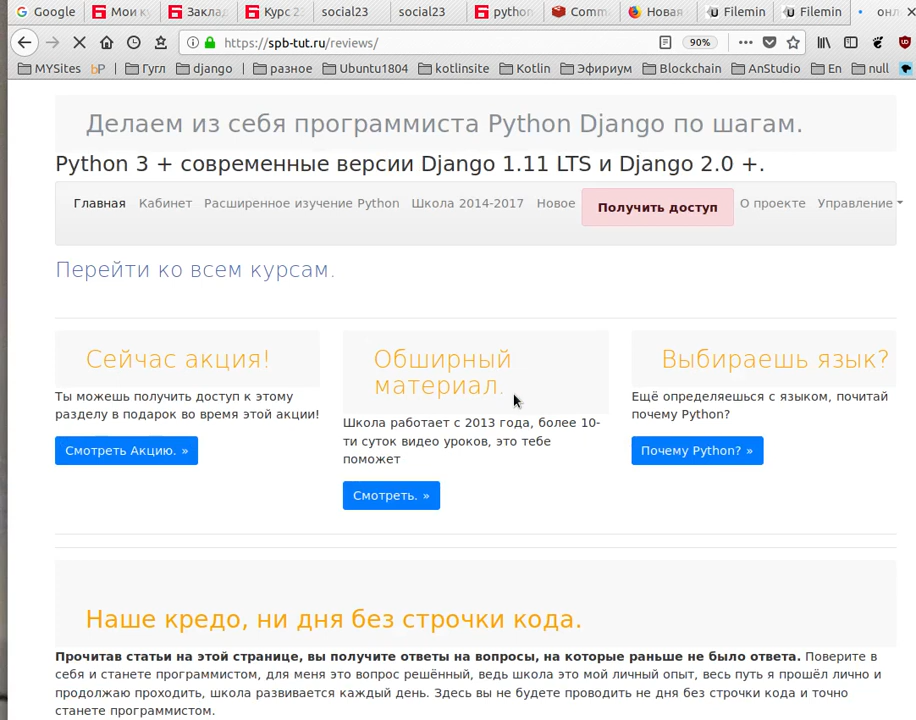 Google Мои к Заклад Курс 2 social23 social23 python Comm Новая Filemin Filemin онл
https://spb-tut.ru/reviews/ 90%
MYSites Гугл django разное Ubuntu1804 kotlinsite Kotlin Эфириум Blockchain AnStudio En null
Делаем из себя программиста Python Django по шагам.
Python 3 + современные версии Django 1.11 LTS и Django 2.0 +.
Главная Кабинет Расширенное изучение Python Школа 2014-2017 Новое Получить доступ О проекте Управление
Перейти ко всем курсам.
Сейчас акция!
Ты можешь получить доступ к этому
разделу в подарок во время этой акции!
Смотреть Акцию. »
Обширный
материал.
Школа работает с 2013 года, более 10-
ти суток видео уроков, это тебе
поможет
Смотреть. »
Выбираешь язык?
Ещё определяешься с языком, почитай
почему Python?
Почему Python? »
Наше кредо, ни дня без строчки кода.
Прочитав статьи на этой странице, вы получите ответы на вопросы, на которые раньше не было ответа. Поверите в
себя и станете программистом, для меня это вопрос решённый, ведь школа это мой личный опыт, весь путь я прошёл лично и
продолжаю проходить, школа развивается каждый день. Здесь вы не будете проводить не дня без строчки кода и точно
станете программистом.